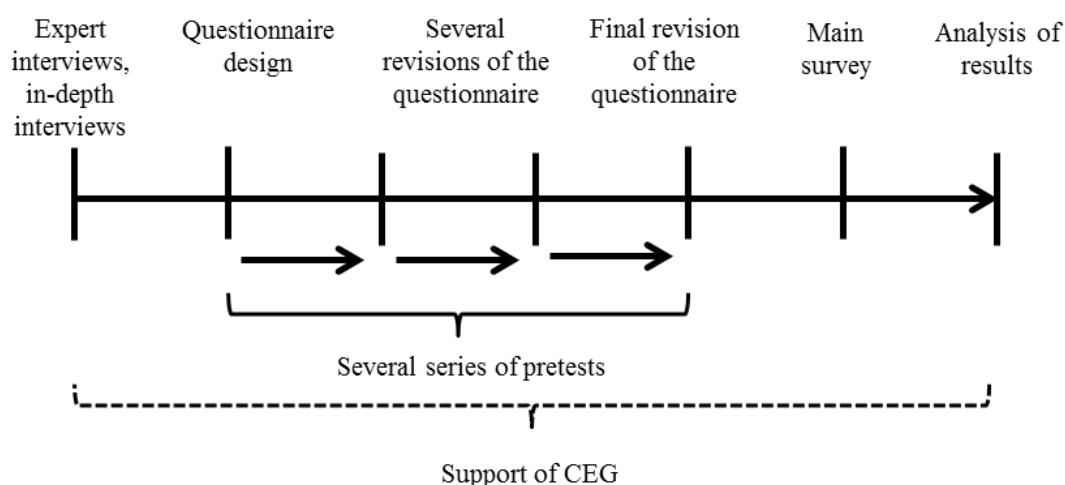 Expert
interviews,
in-depth
interviews
Questionnaire
design
Several
revisions of the
questionnaire
Final revision
of the
questionnaire
Main
survey
Analysis of
results
Several series of pretests
Support of CEG